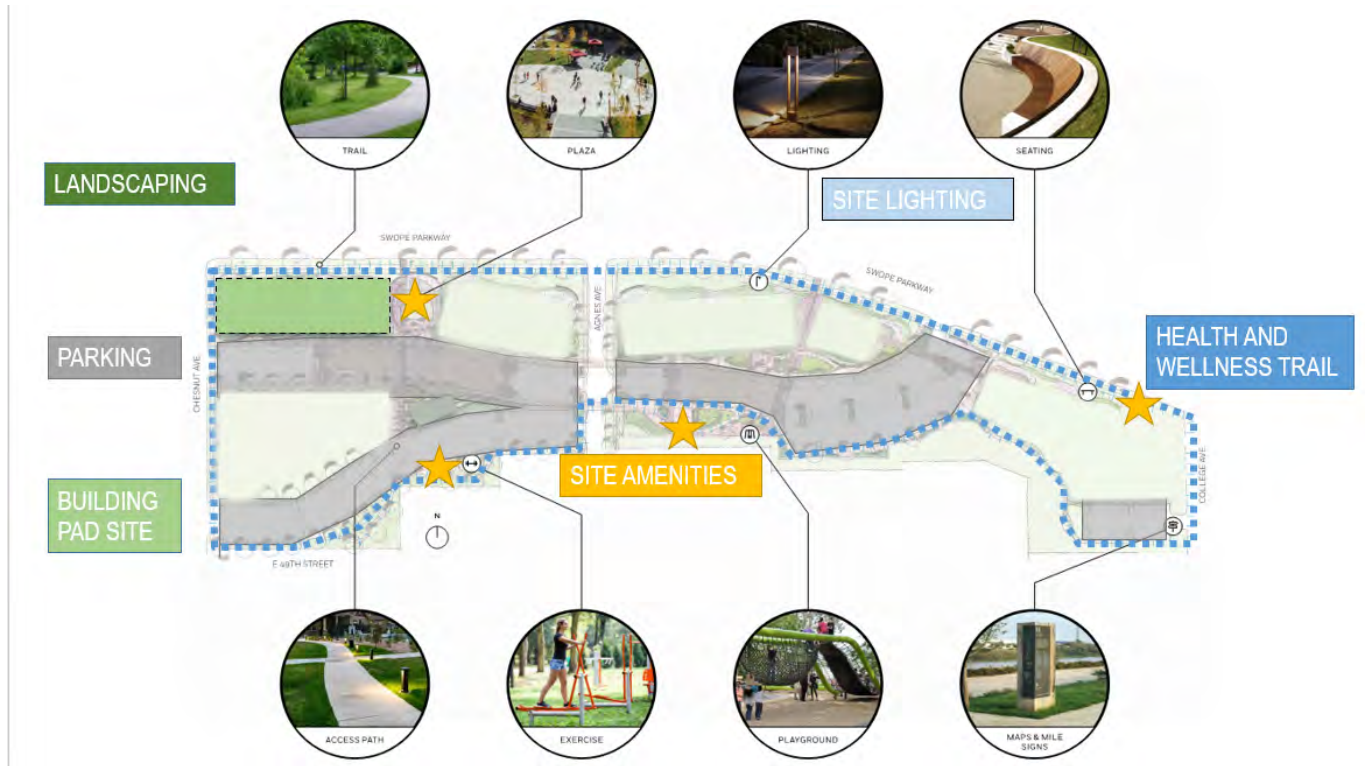 TRAIL
PLAZA
LIGHTING
SEATING
LANDSCAPING
SITE LIGHTING
SWOPE PARKWAY
SWOPE PARKWAY
AGNES AVE
HEALTH AND
WELLNESS TRAIL
PARKING
CHESNUT AVE
SITE AMENITIES
COLLEGE AVE
BUILDING
PAD SITE
N
E 49TH STREET
ACCESS PATH
EXERCISE
PLAYGROUND
MAPS & MILE
SIGNS